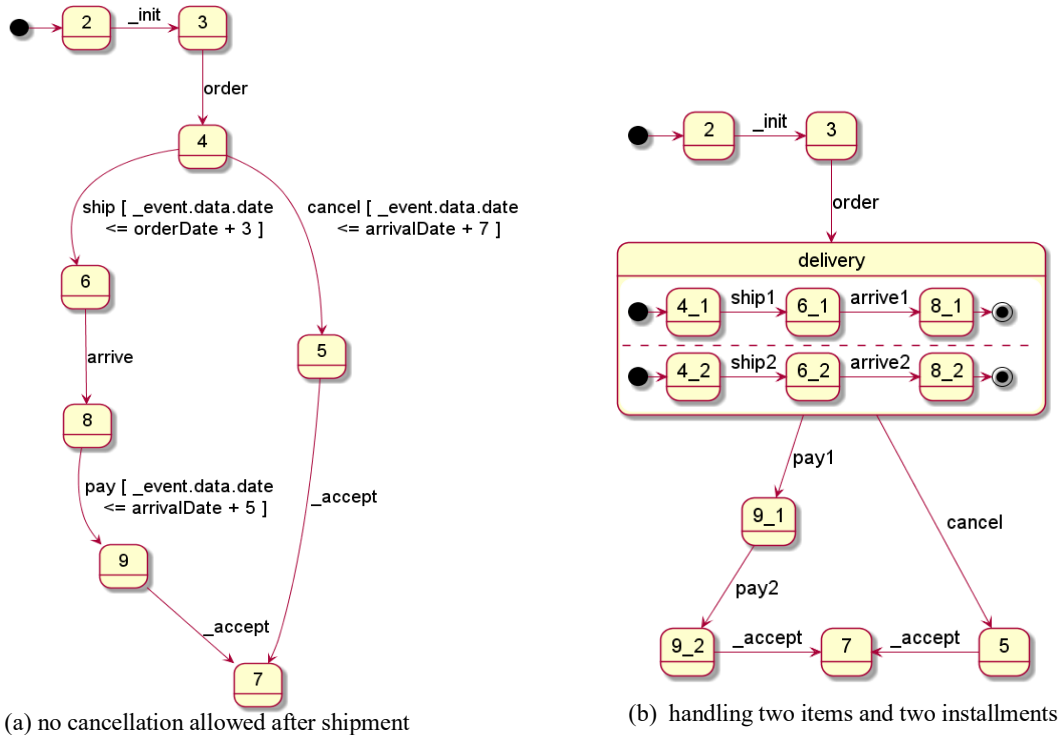 2
_init
3
order
4
ship [ _event.data.date
<= orderDate + 3 ]
cancel [ _event.data.date
<= arrivalDate + 7 ]
6
arrive
5
8
pay [ _event.data.date
<= arrivalDate + 5 ]
_accept
9
_accept
7
(a) no cancellation allowed after shipment
2
_init
3
order
delivery
4_1
ship1
6_1
arrive1
8_1
4_2
ship2
6_2
arrive2
8_2
pay1
9_1
cancel
pay2
9_2
_accept
7
_accept
5
(b) handling two items and two installments